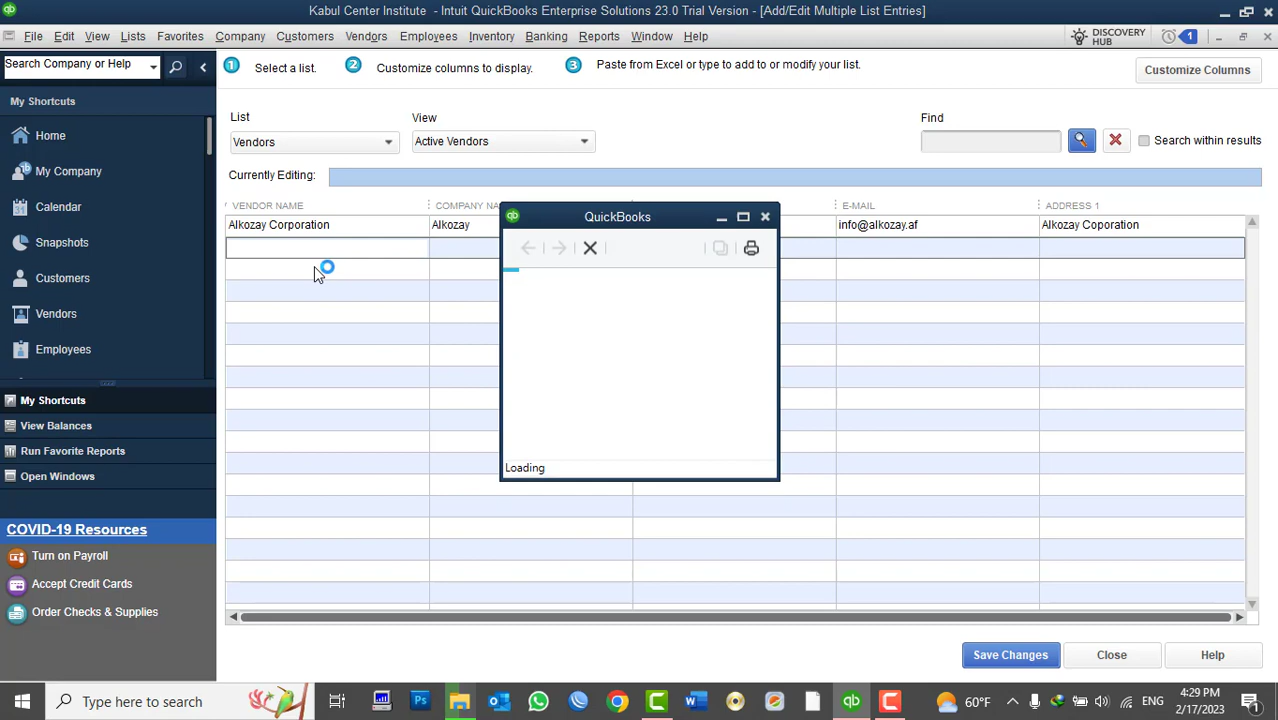 Kabul Center Institute - Intuit QuickBooks Enterprise Solutions 23.0 Trial Version - [Add/Edit Multiple List Entries]
File Edit View Lists Favorites Company Customers Vendors Employees Inventory Banking Reports Window Help
DISCOVERY HUB 1
Search Company or Help
1 Select a list. 2 Customize columns to display. 3 Paste from Excel or type to add to or modify your list.
Customize Columns
My Shortcuts
Home
My Company
Calendar
Snapshots
Customers
Vendors
Employees
My Shortcuts
View Balances
Run Favorite Reports
Open Windows
COVID-19 Resources
Turn on Payroll
Accept Credit Cards
Order Checks & Supplies
List View Find
Vendors Active Vendors Search within results
Currently Editing:
VENDOR NAME COMPANY NA E-MAIL ADDRESS 1
Alkozay Corporation Alkozay info@alkozay.af Alkozay Coporation
QuickBooks
Loading
Save Changes Close Help
Type here to search
60°F ENG
4:29 PM
2/17/2023